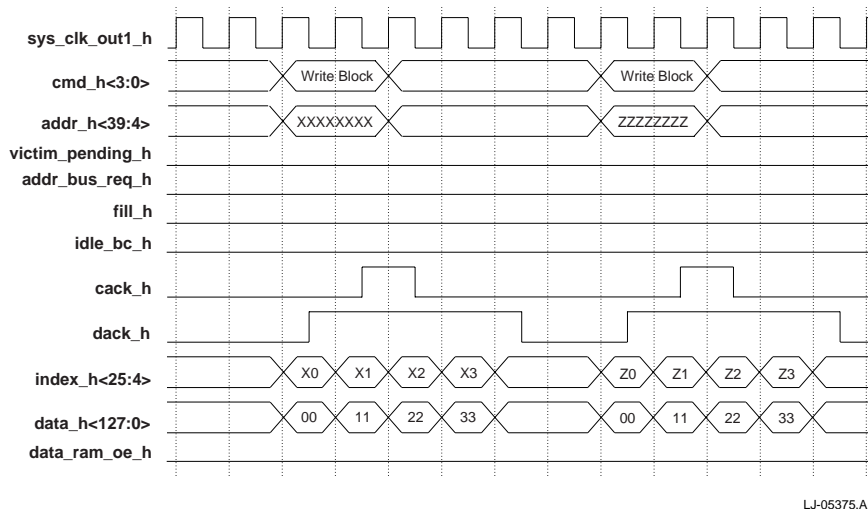 sys_clk_out1_h
cmd_h<3:0> Write Block Write Block
addr_h<39:4> XXXXXXXX ZZZZZZZZ
victim_pending_h
addr_bus_req_h
fill_h
idle_bc_h
cack_h
dack_h
index_h<25:4> X0 X1 X2 X3 Z0 Z1 Z2 Z3
data_h<127:0> 00 11 22 33 00 11 22 33
data_ram_oe_h
LJ-05375.A